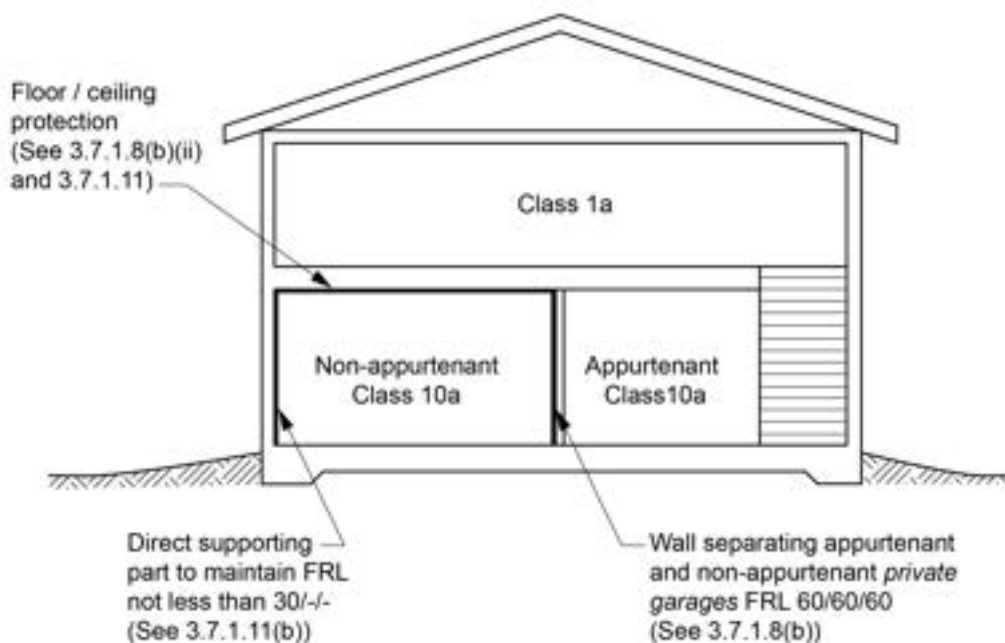 Floor / ceiling
protection
(See 3.7.1.8(b)(ii)
and 3.7.1.11)
Class 1a
Non-appurtenant
Class 10a
Appurtenant
Class10a
Direct supporting
part to maintain FRL
not less than 30/-/-
(See 3.7.1.11(b))
Wall separating appurtenant
and non-appurtenant private
garages FRL 60/60/60
(See 3.7.1.8(b))